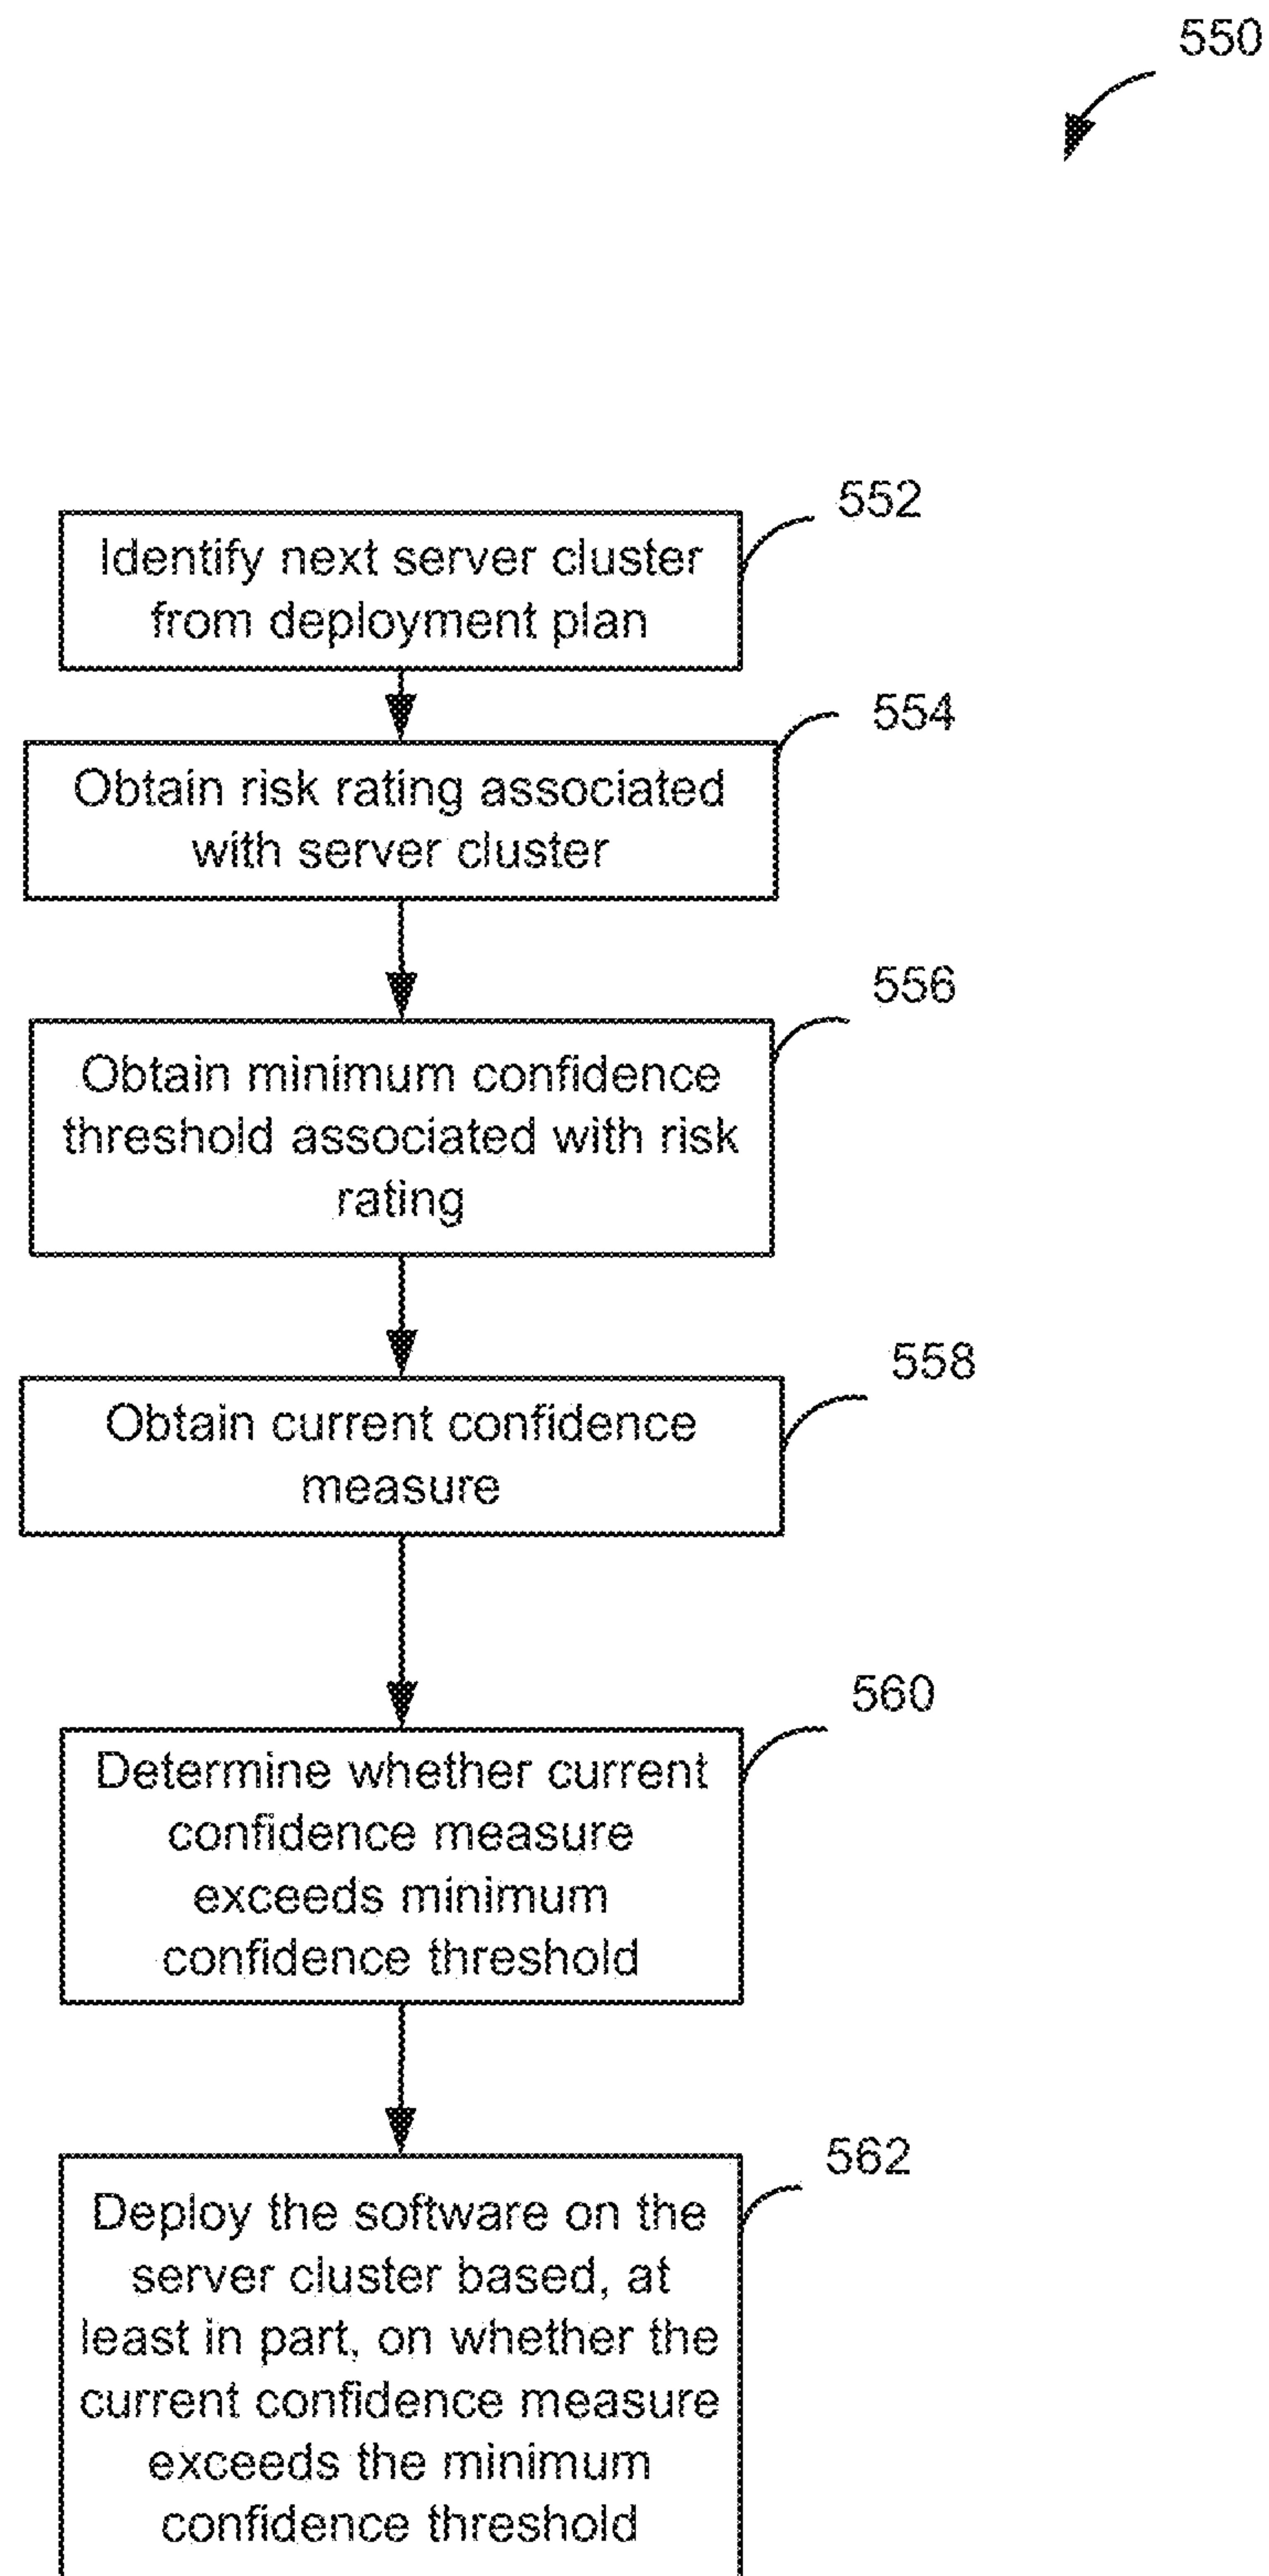 550
552
Identify next server cluster
from deployment plan
554
Obtain risk rating associated
with server cluster
556
Obtain minimum confidence
threshold associated with risk
rating
558
Obtain current confidence
measure
560
Determine whether current
confidence measure
exceeds minimum
confidence threshold
562
Deploy the software on the
server cluster based, at
least in part, on whether the
current confidence measure
exceeds the minimum
confidence threshold